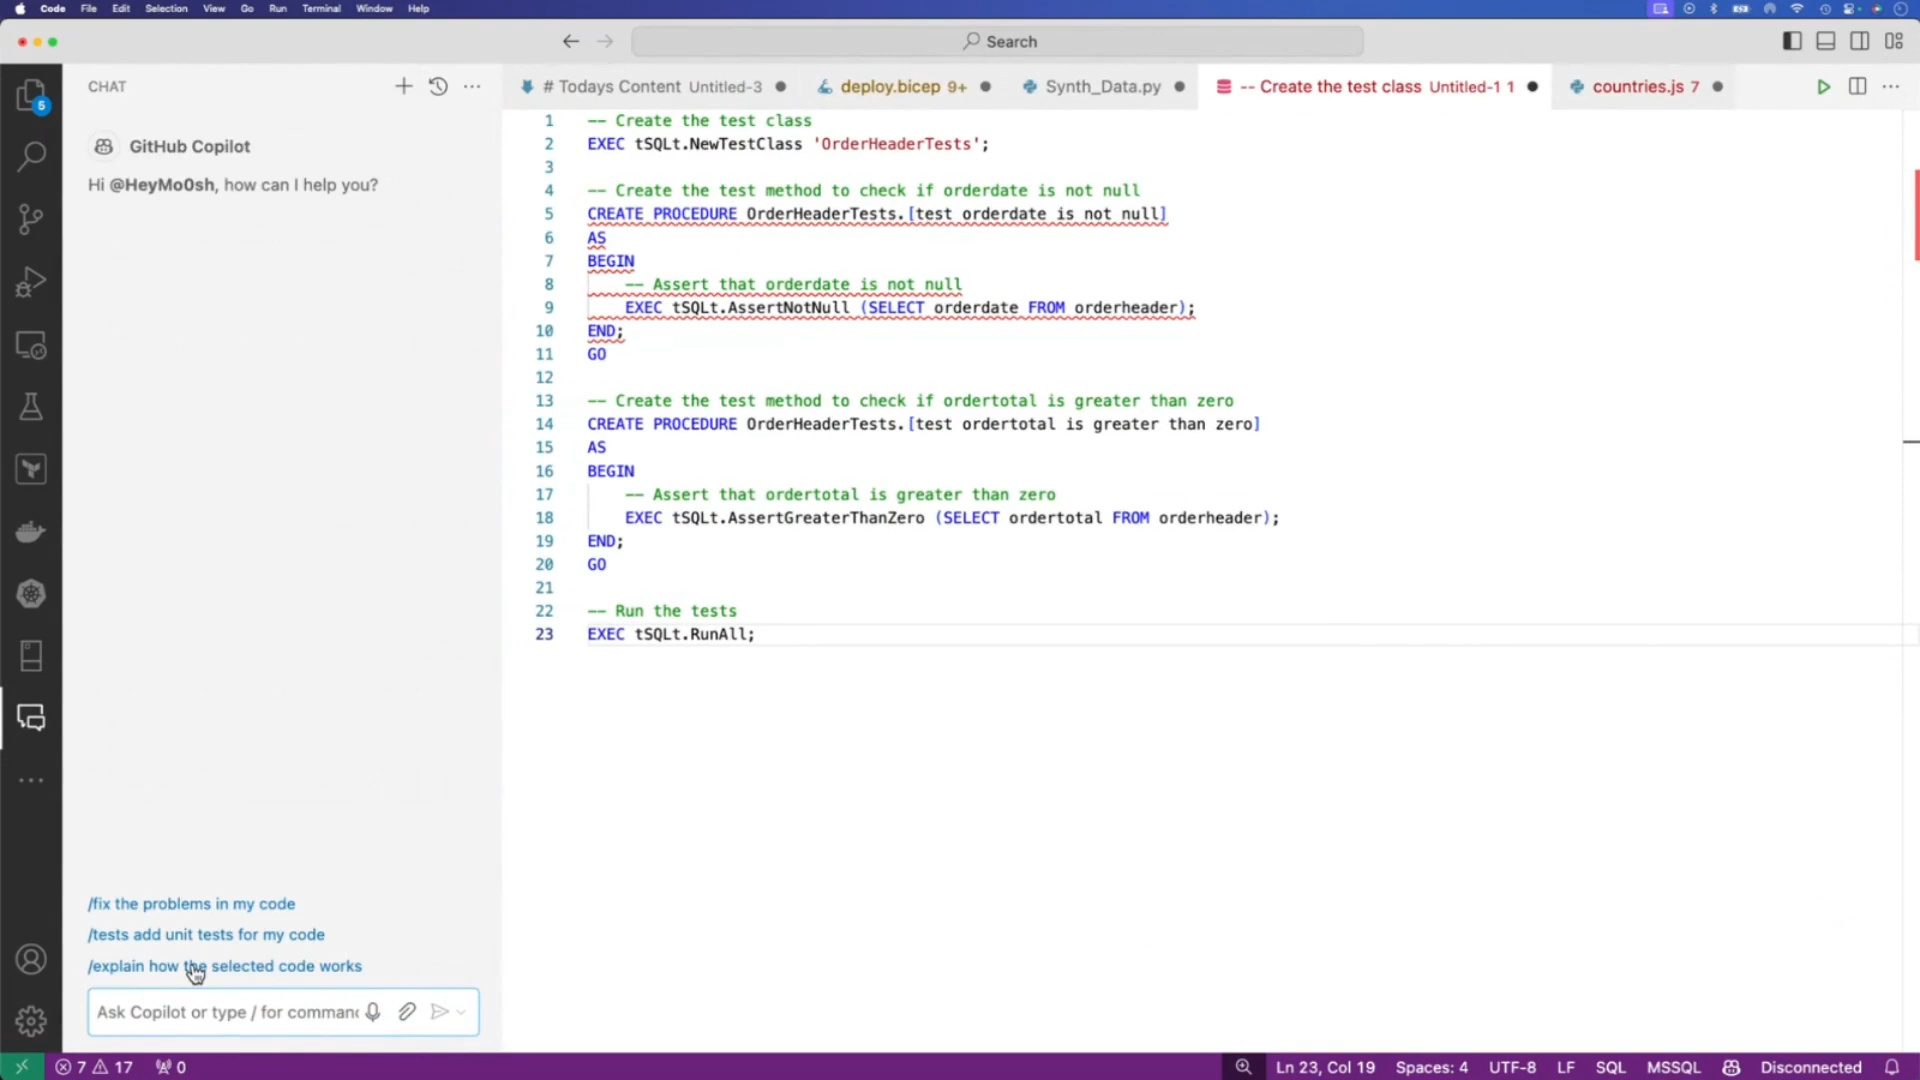 Code File Edit Selection View Go Run Terminal Window Help
Search
5
CHAT
# Todays Content Untitled-3
deploy.bicep 9+
Synth_Data.py
-- Create the test class Untitled-1 1
countries.js 7
GitHub Copilot
Hi @HeyMo0sh, how can I help you?
/fix the problems in my code
/tests add unit tests for my code
/explain how the selected code works
Ask Copilot or type / for command
1 -- Create the test class
2 EXEC tSQLt.NewTestClass 'OrderHeaderTests';
3
4 -- Create the test method to check if orderdate is not null
5 CREATE PROCEDURE OrderHeaderTests.[test orderdate is not null]
6 AS
7 BEGIN
8 -- Assert that orderdate is not null
9 EXEC tSQLt.AssertNotNull (SELECT orderdate FROM orderheader);
10 END;
11 GO
12
13 -- Create the test method to check if ordertotal is greater than zero
14 CREATE PROCEDURE OrderHeaderTests.[test ordertotal is greater than zero]
15 AS
16 BEGIN
17 -- Assert that ordertotal is greater than zero
18 EXEC tSQLt.AssertGreaterThanZero (SELECT ordertotal FROM orderheader);
19 END;
20 GO
21
22 -- Run the tests
23 EXEC tSQLt.RunAll;
7 17 0
Ln 23, Col 19 Spaces: 4 UTF-8 LF SQL MSSQL Disconnected